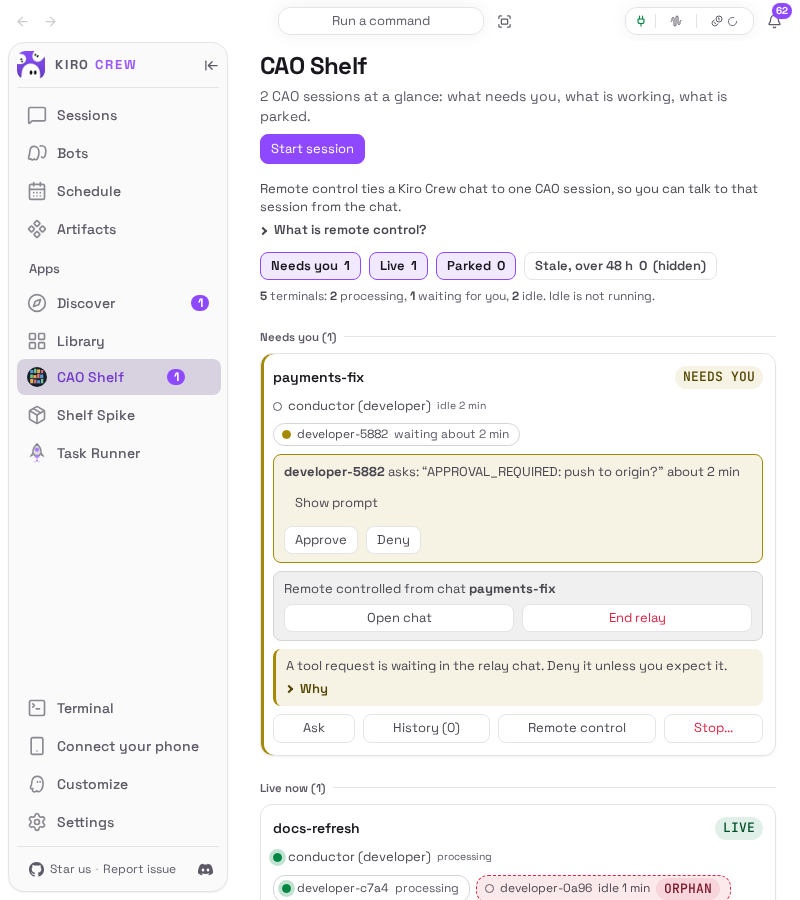 Run a command
62
KIRO CREW
Sessions
Bots
Schedule
Artifacts
Apps
Discover 1
Library
CAO Shelf 1
Shelf Spike
Task Runner
Terminal
Connect your phone
Customize
Settings
Star us · Report issue
CAO Shelf
2 CAO sessions at a glance: what needs you, what is working, what is
parked.
Start session
Remote control ties a Kiro Crew chat to one CAO session, so you can talk to that
session from the chat.
What is remote control?
Needs you 1 Live 1 Parked 0 Stale, over 48 h 0 (hidden)
5 terminals: 2 processing, 1 waiting for you, 2 idle. Idle is not running.
Needs you (1)
payments-fix NEEDS YOU
conductor (developer) idle 2 min
developer-5882 waiting about 2 min
developer-5882 asks: “APPROVAL_REQUIRED: push to origin?” about 2 min
Show prompt
Approve Deny
Remote controlled from chat payments-fix
Open chat End relay
A tool request is waiting in the relay chat. Deny it unless you expect it.
Why
Ask History (0) Remote control Stop...
Live now (1)
docs-refresh LIVE
conductor (developer) processing
developer-c7a4 processing developer-0a96 idle 1 min ORPHAN